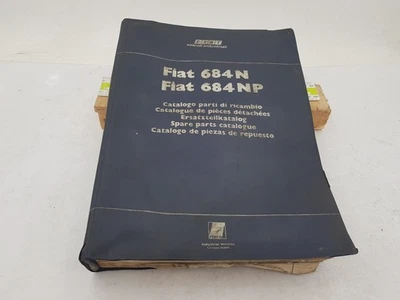 FIAT
Fiat 684N
Fiat 684NP
Catalogo parti di ricambio
Catalogue de pièces détachées
Ersatzteilkatalog
Spare parts catalogue
Catalogo de piezas de repuesto